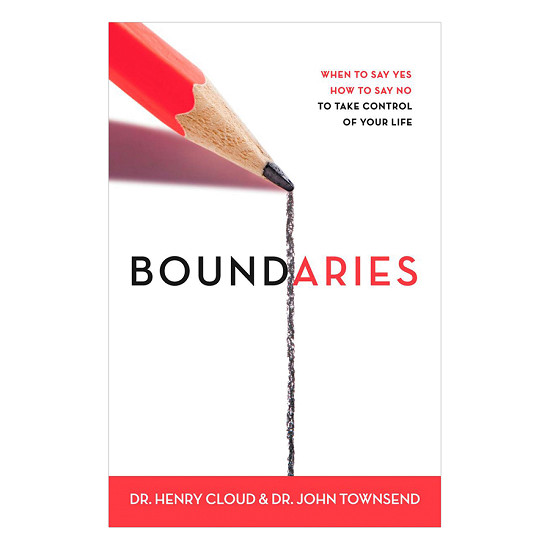 WHEN TO SAY YES
HOW TO SAY NO
TO TAKE CONTROL
OF YOUR LIFE
BOUNDARIES
DR. HENRY CLOUD & DR. JOHN TOWNSEND